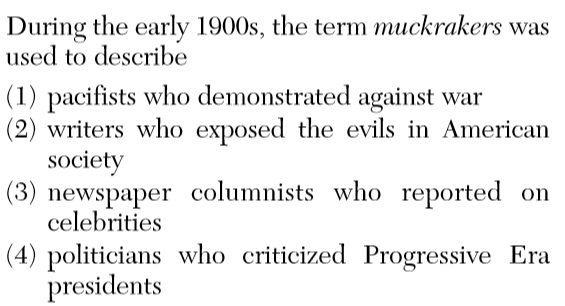 During the early 1900s, the term muckrakers was
used to describe
(1) pacifists who demonstrated against war
(2) writers who exposed the evils in American
society
(3) newspaper columnists who reported on
celebrities
(4) politicians who criticized Progressive Era
presidents